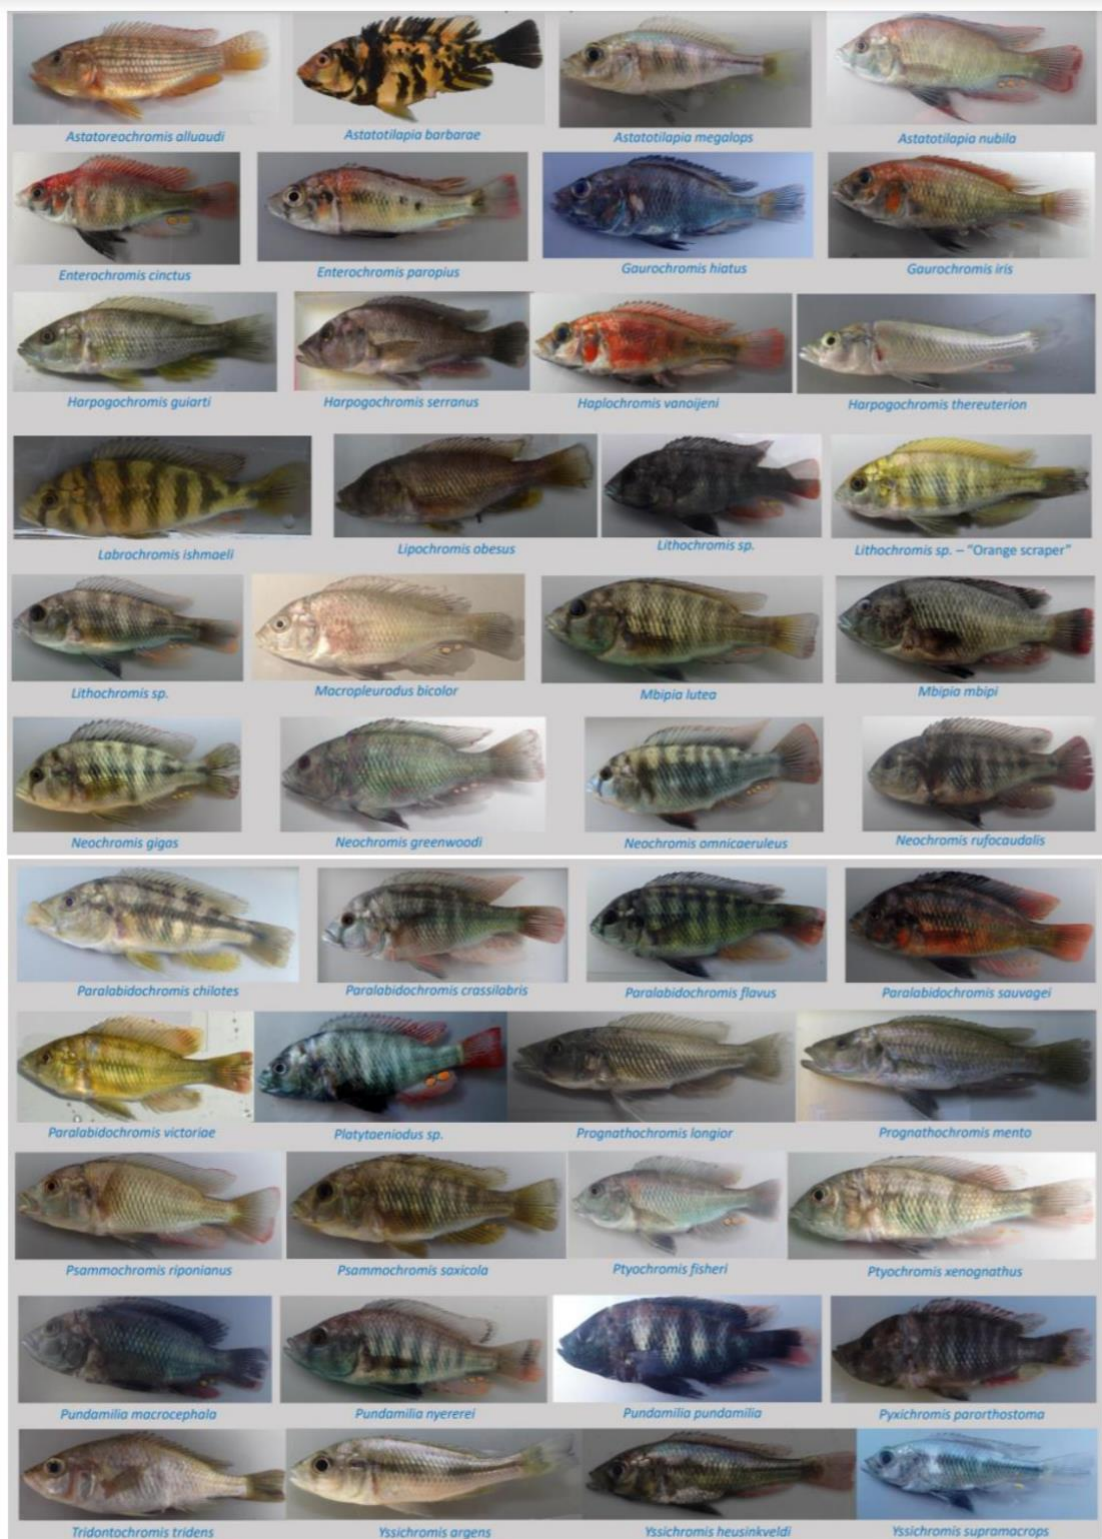 Astatoreochromis alluaudi
Astatotilapia barbarae
Astatotilapia megalops
Astatotilapia nubila
Enterochromis cinctus
Enterochromis paropius
Gaurochromis hiatus
Gaurochromis iris
Harpogochromis guiarti
Harpogochromis serranus
Haplochromis vanoijeni
Harpogochromis thereuterion
Labrochromis ishmaeli
Lipochromis obesus
Lithochromis sp.
Lithochromis sp. – “Orange scraper”
Lithochromis sp.
Macropleurodus bicolor
Mbipia lutea
Mbipia mbipi
Neochromis gigas
Neochromis greenwoodi
Neochromis omnicaeruleus
Neochromis rufocaudalis
Paralabidochromis chilotes
Paralabidochromis crassilabris
Paralabidochromis flavus
Paralabidochromis sauvagei
Paralabidochromis victoriae
Platytaeniodus sp.
Prognathochromis longior
Prognathochromis mento
Psammochromis riponianus
Psammochromis saxicola
Ptyochromis fisheri
Ptyochromis xenognathus
Pundamilia macrocephala
Pundamilia nyererei
Pundamilia pundamilia
Pyxichromis parorthostoma
Tridontochromis tridens
Yssichromis argens
Yssichromis heusinkveldi
Yssichromis supramacrops